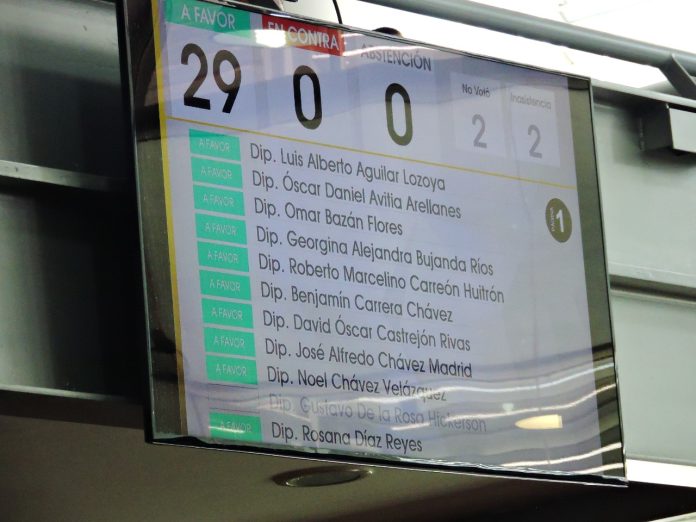 A FAVOR EN CONTRA ABSTENCIÓN No Votó Inasistencia
29 0 0 2 2
A FAVOR Dip. Luis Alberto Aguilar Lozoya
A FAVOR Dip. Óscar Daniel Avitia Arellanes
A FAVOR Dip. Omar Bazán Flores
A FAVOR Dip. Georgina Alejandra Bujanda Ríos
A FAVOR Dip. Roberto Marcelino Carreón Huitrón
A FAVOR Dip. Benjamín Carrera Chávez
A FAVOR Dip. David Óscar Castrejón Rivas
A FAVOR Dip. José Alfredo Chávez Madrid
A FAVOR Dip. Noel Chávez Velázquez
Dip. Gustavo De la Rosa Hickerson
A FAVOR Dip. Rosana Díaz Reyes
1